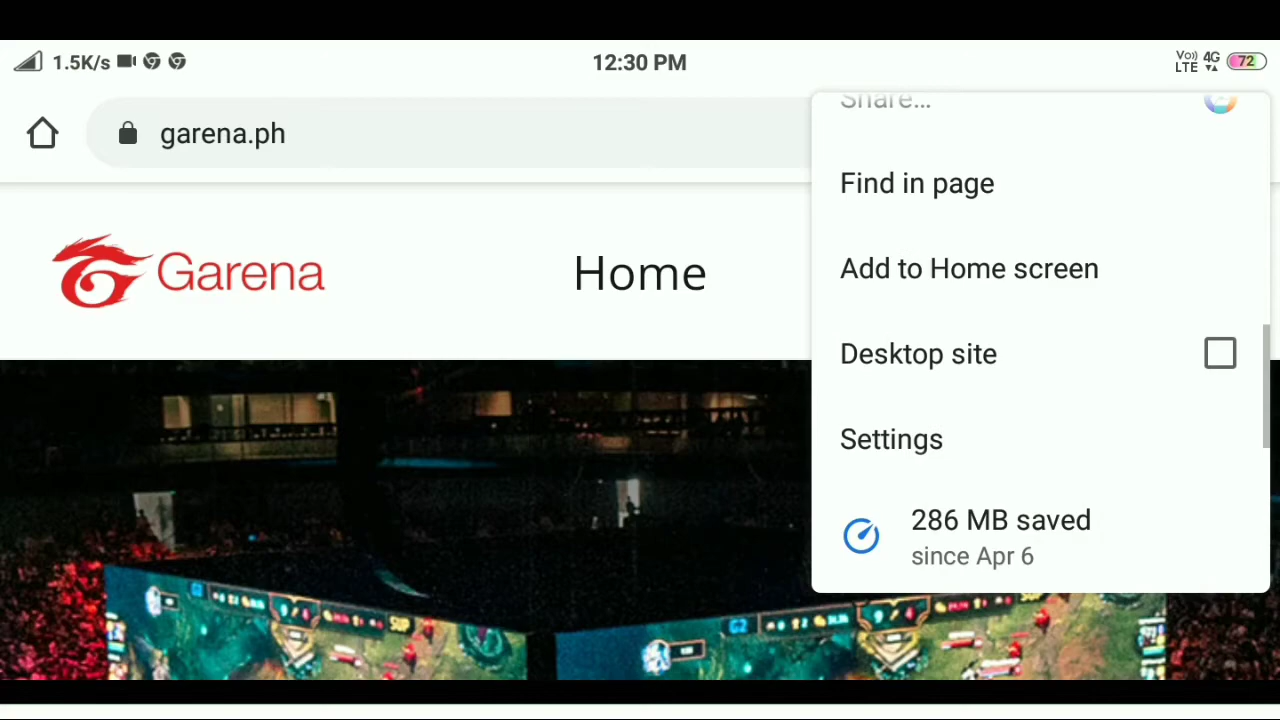 1.5K/s
12:30 PM
Vo))
LTE
4G
72
garena.ph
Share...
Find in page
Add to Home screen
Desktop site
Settings
286 MB saved
since Apr 6
Garena
Home